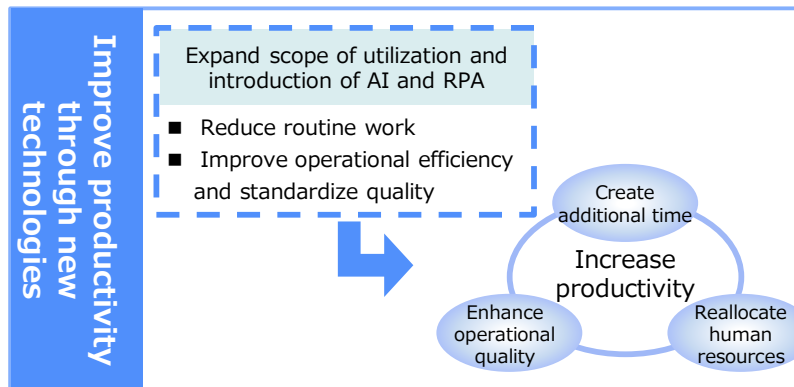 Improve productivity
through new
technologies
Expand scope of utilization and
introduction of AI and RPA
■ Reduce routine work
■ Improve operational efficiency
and standardize quality
Create
additional time
Increase
productivity
Enhance
operational
quality
Reallocate
human
resources